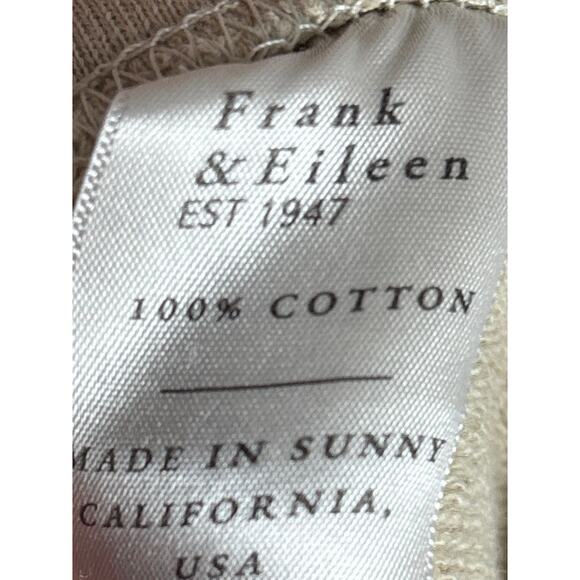 Frank
& Eileen
EST 1947
100% COTTON
MADE IN SUNNY
CALIFORNIA,
USA